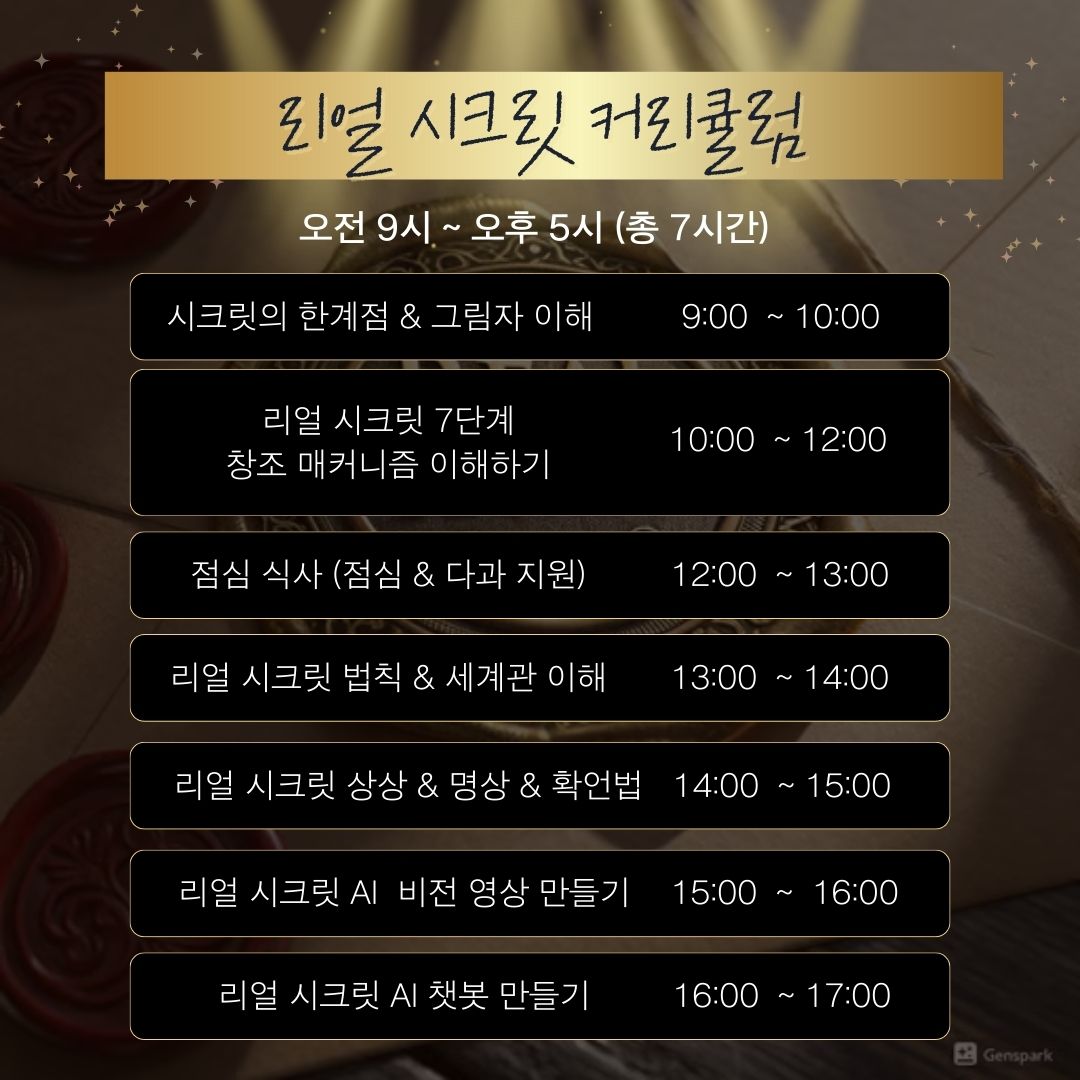 리얼 시크릿 커리큘럼
오전 9시 ~ 오후 5시 (총 7시간)
시크릿의 한계점 & 그림자 이해 9:00 ~ 10:00
리얼 시크릿 7단계
창조 매커니즘 이해하기 10:00 ~ 12:00
점심 식사 (점심 & 다과 지원) 12:00 ~ 13:00
리얼 시크릿 법칙 & 세계관 이해 13:00 ~ 14:00
리얼 시크릿 상상 & 명상 & 확언법 14:00 ~ 15:00
리얼 시크릿 AI 비전 영상 만들기 15:00 ~ 16:00
리얼 시크릿 AI 챗봇 만들기 16:00 ~ 17:00
Genspark